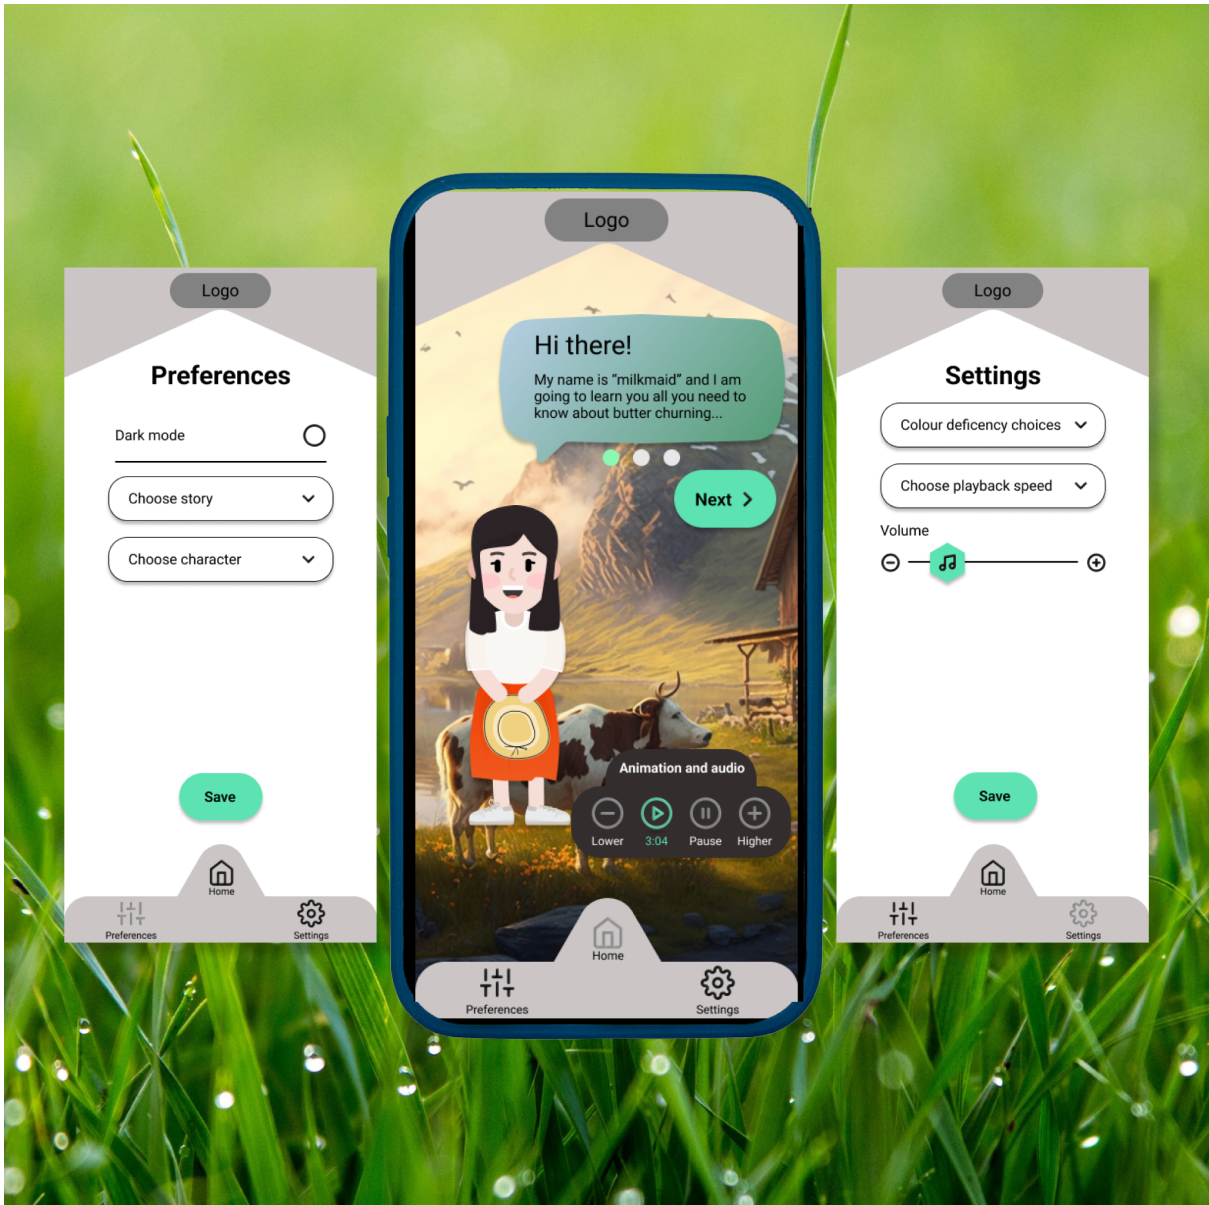 Logo
Preferences
Dark mode
Choose story
Choose character
Save
Home
Preferences
Settings
Logo
Hi there!
My name is “milkmaid” and I am
going to learn you all you need to
know about butter churning...
Next
Animation and audio
Lower
3:04
Pause
Higher
Home
Preferences
Settings
Logo
Settings
Colour deficency choices
Choose playback speed
Volume
Save
Home
Preferences
Settings